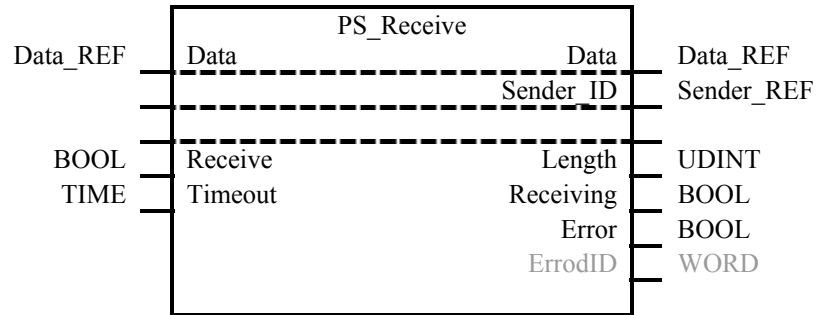 PS_Receive
Data_REF Data Data Data_REF
Sender_ID Sender_REF
BOOL Receive Length UDINT
TIME Timeout Receiving BOOL
Error BOOL
ErrodID WORD